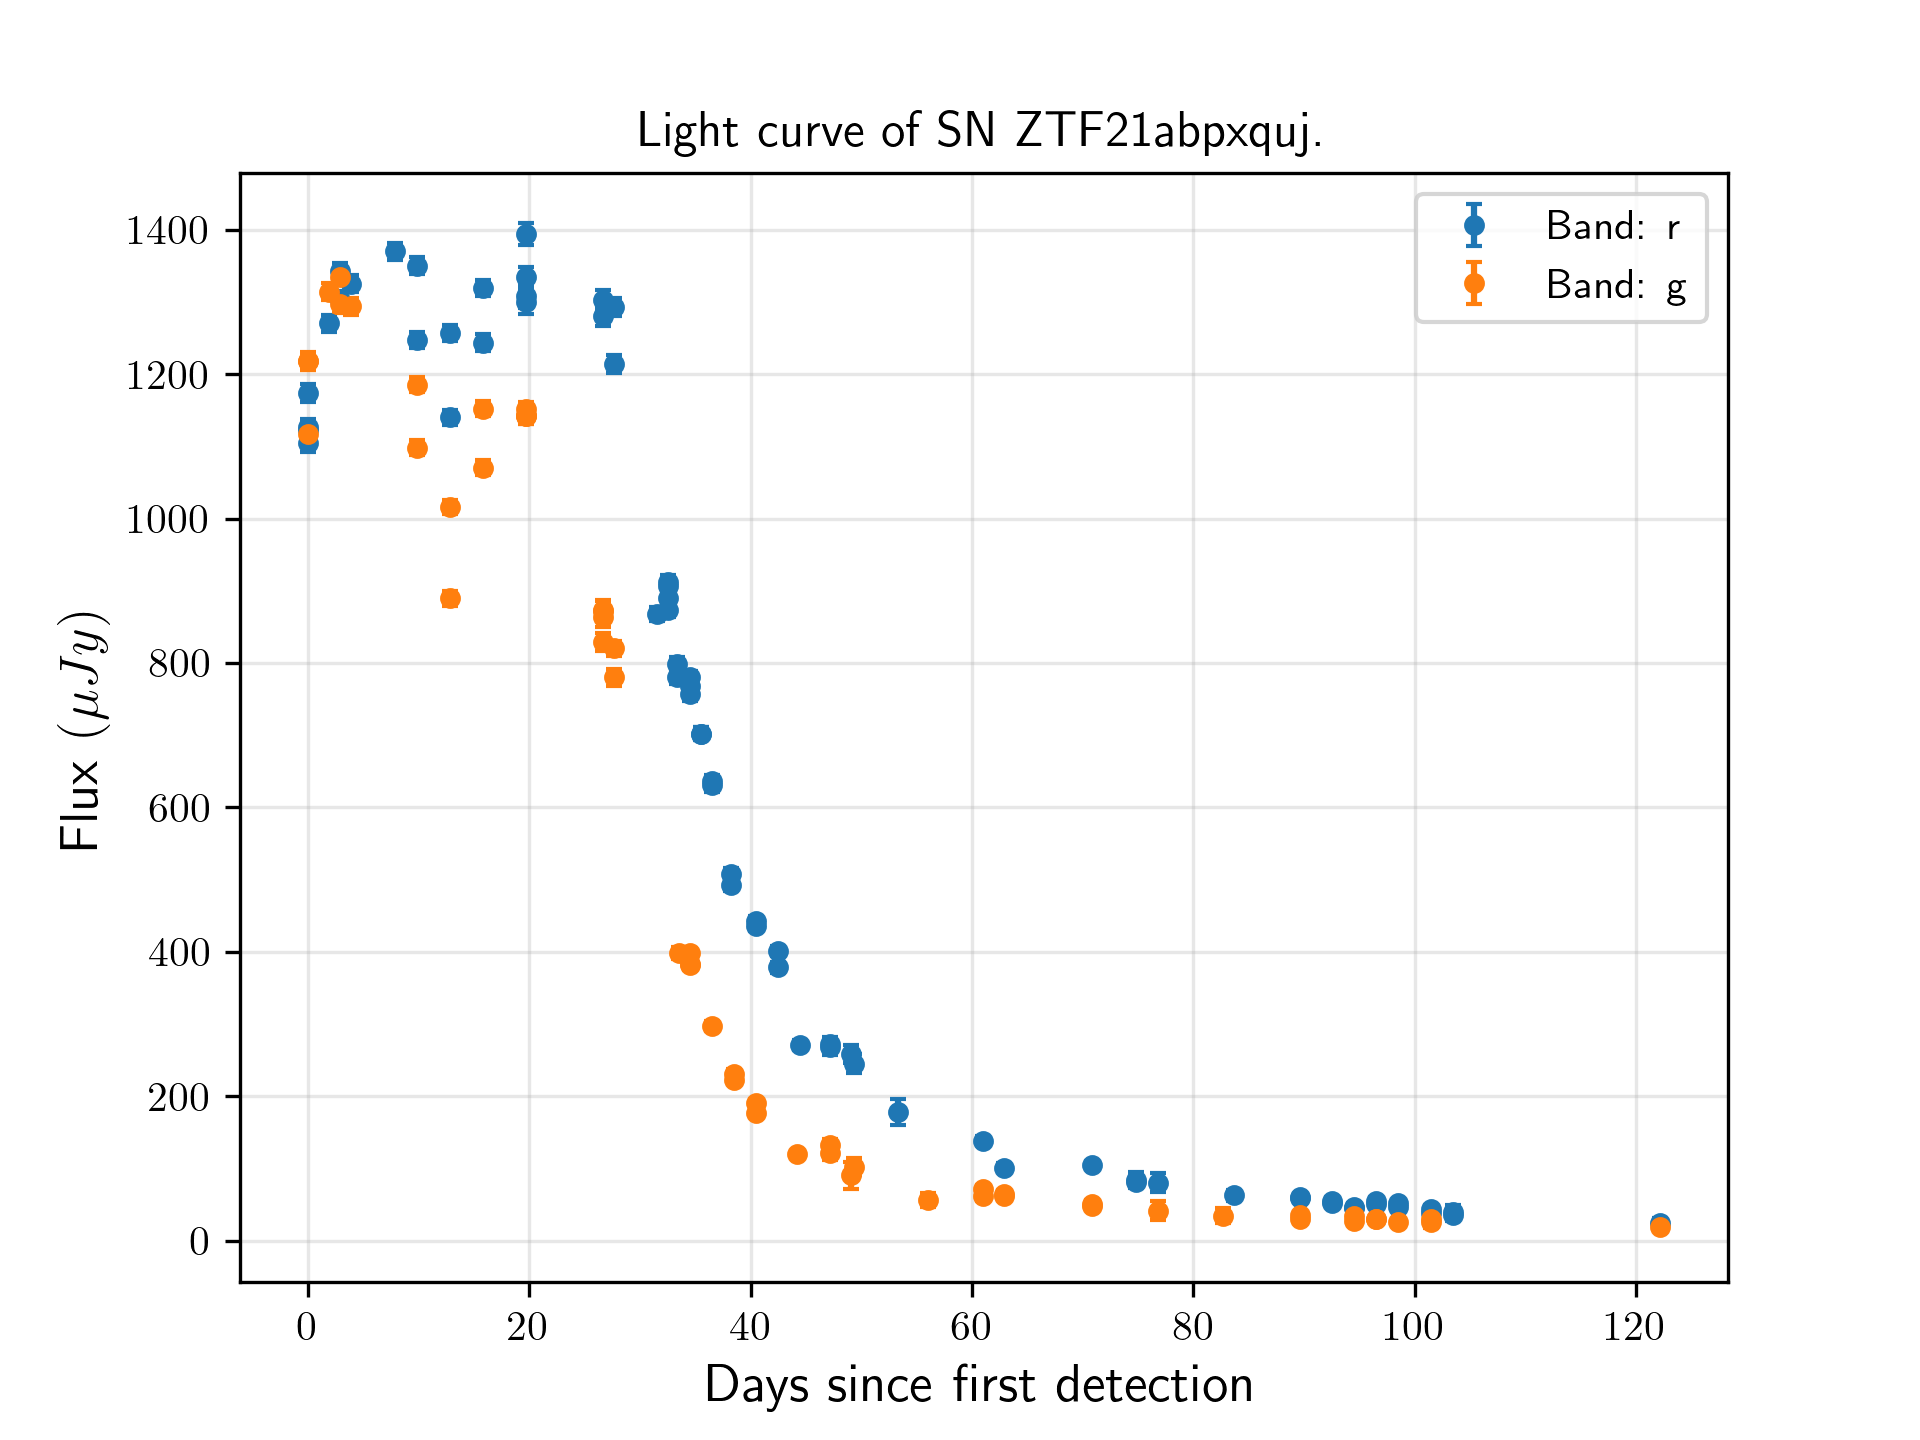 Light curve of SN ZTF21abpxquj.
Band: r
Band: g
1400
1200
1000
800
600
400
200
0
Flux (μJy)
0 20 40 60 80 100 120
Days since first detection